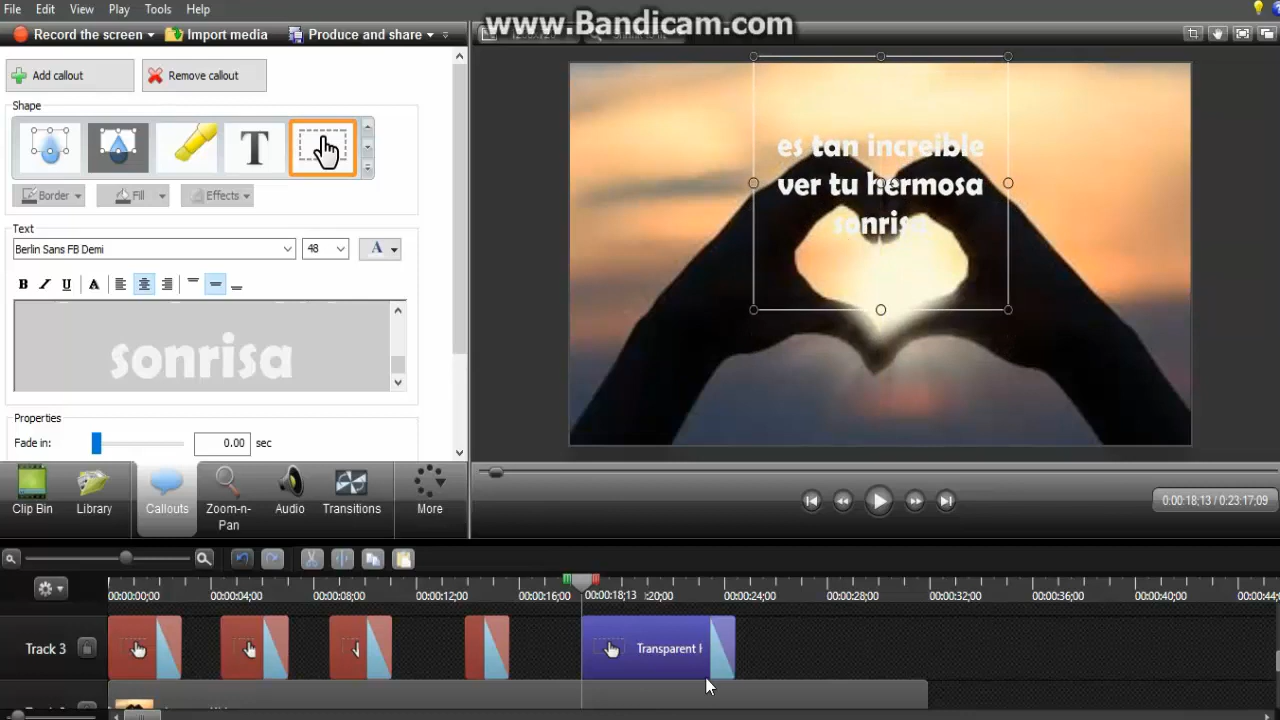 File Edit View Play Tools Help
www.Bandicam.com
Record the screen Import media Produce and share
Add callout Remove callout
Shape
T
Border Fill Effects
Text
Berlin Sans FB Demi 48 A
B I U A
sonrisa
Properties
Fade in: 0.00 sec
es tan increible
ver tu hermosa
sonrisa
Clip Bin Library Callouts Zoom-n-Pan Audio Transitions More
0:00:18,13 / 0:23:17;09
00:00:00;00 00:00:04;00 00:00:08;00 00:00:12;00 00:00:16;00 00:00:18;13 :20;00 00:00:24;00 00:00:28;00 00:00:32;00 00:00:36;00 00:00:40;00 00:00:44;
Track 3 Transparent